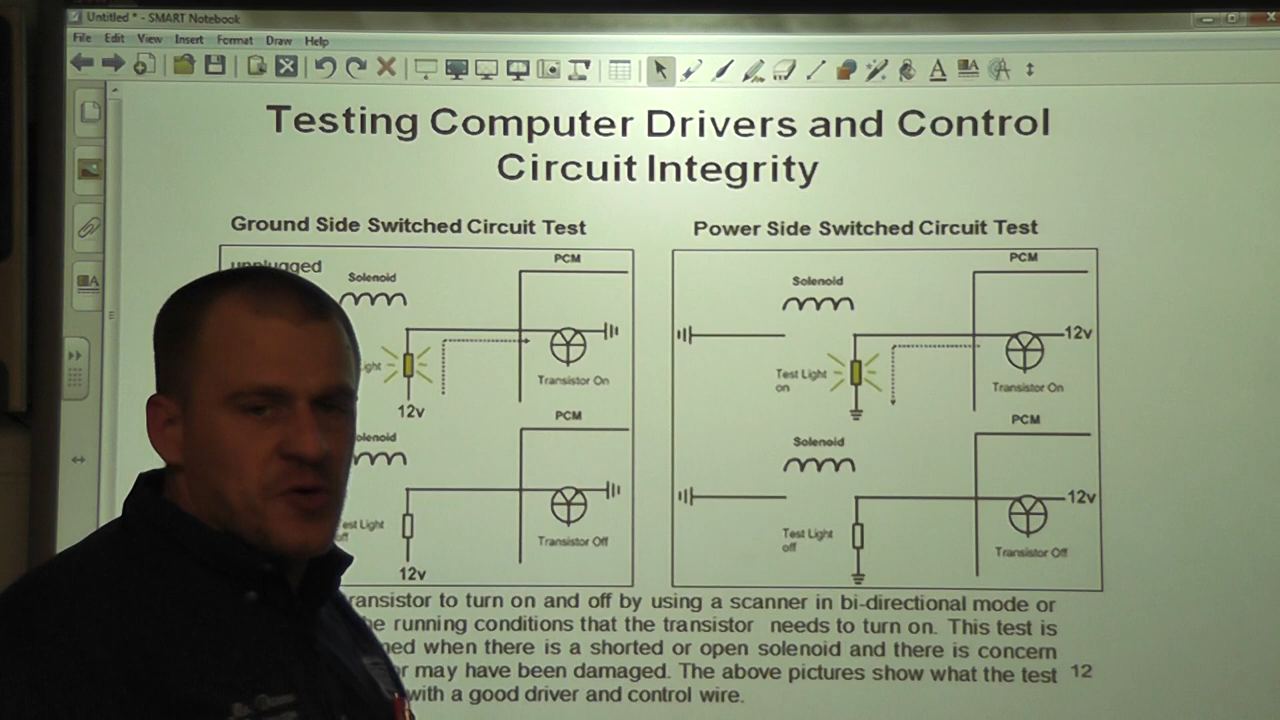 Untitled * - SMART Notebook
File Edit View Insert Format Draw Help
Testing Computer Drivers and Control
Circuit Integrity
Ground Side Switched Circuit Test
unplugged
Solenoid
PCM
Transistor On
12v
PCM
Transistor Off
12v
Power Side Switched Circuit Test
PCM
Solenoid
12v
Test Light
on
Transistor On
PCM
Solenoid
12v
Test Light
off
Transistor Off
to turn on and off by using a scanner in bi-directional mode or
running conditions that the transistor needs to turn on. This test is
when there is a shorted or open solenoid and there is concern
may have been damaged. The above pictures show what the test
with a good driver and control wire.
12